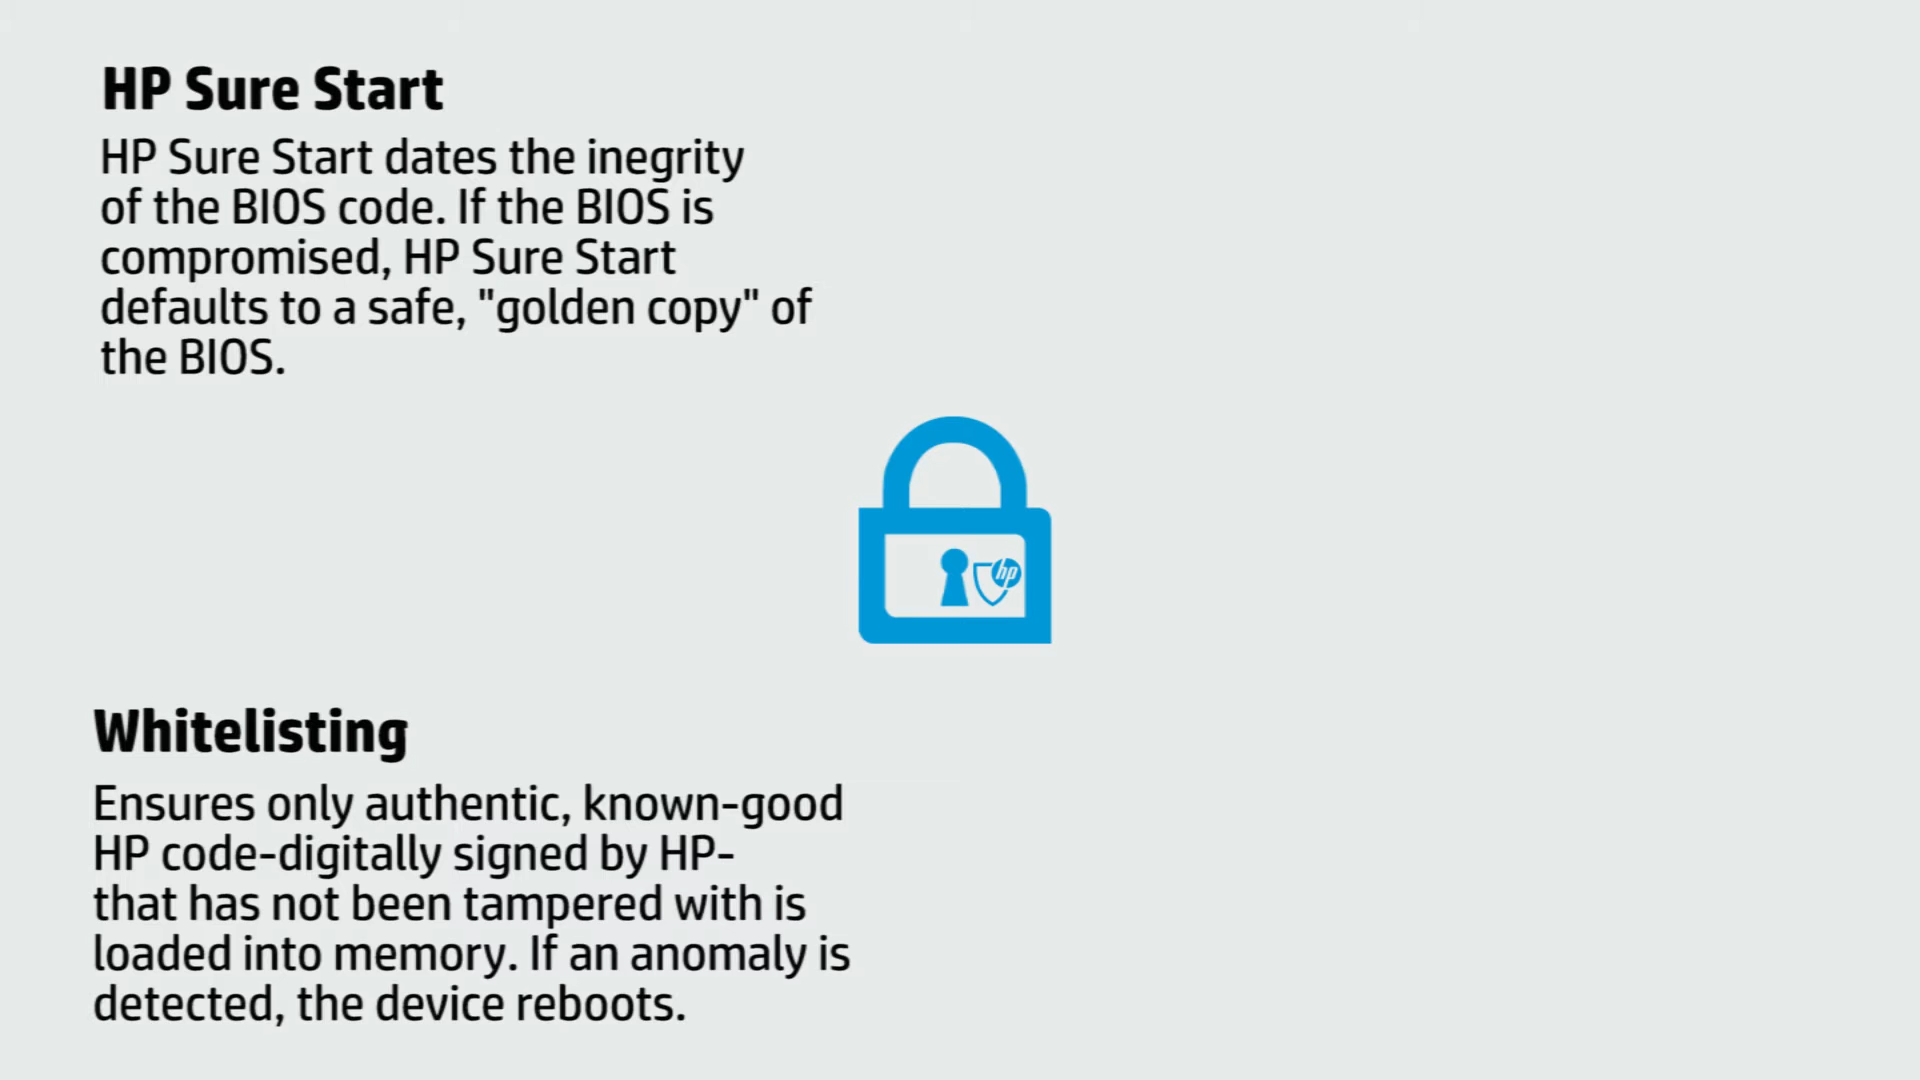 HP Sure Start
HP Sure Start dates the inegrity
of the BIOS code. If the BIOS is
compromised, HP Sure Start
defaults to a safe, "golden copy" of
the BIOS.
hp
Whitelisting
Ensures only authentic, known-good
HP code-digitally signed by HP-
that has not been tampered with is
loaded into memory. If an anomaly is
detected, the device reboots.